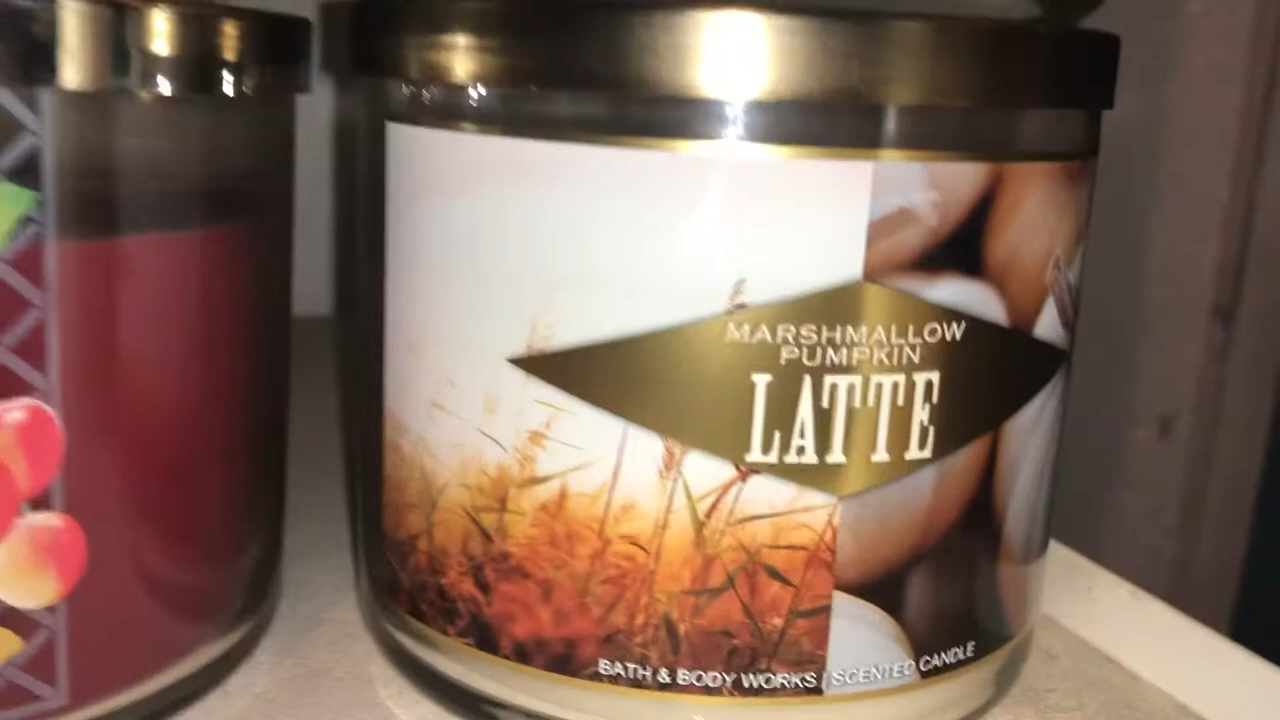 MARSHMALLOW
PUMPKIN
LATTE
BATH & BODY WORKS | SCENTED CANDLE